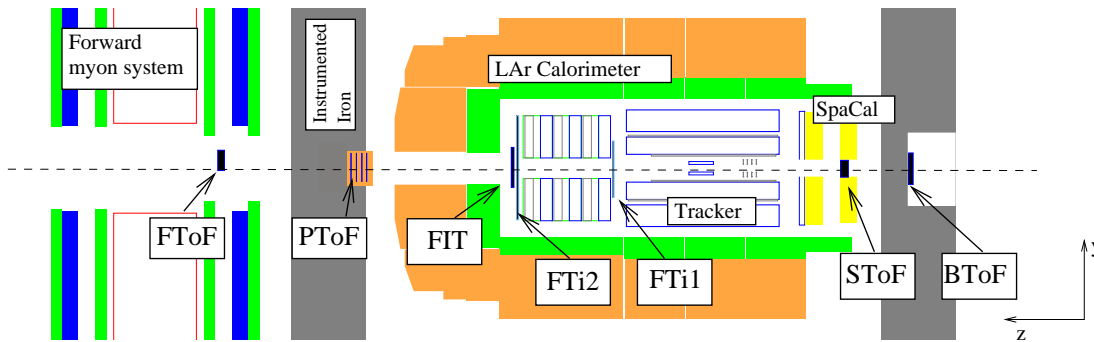 Forward
myon system
Instrumented
Iron
LAr Calorimeter
SpaCal
Tracker
FToF
PToF
FIT
FTi2
FTi1
SToF
BToF
y
z